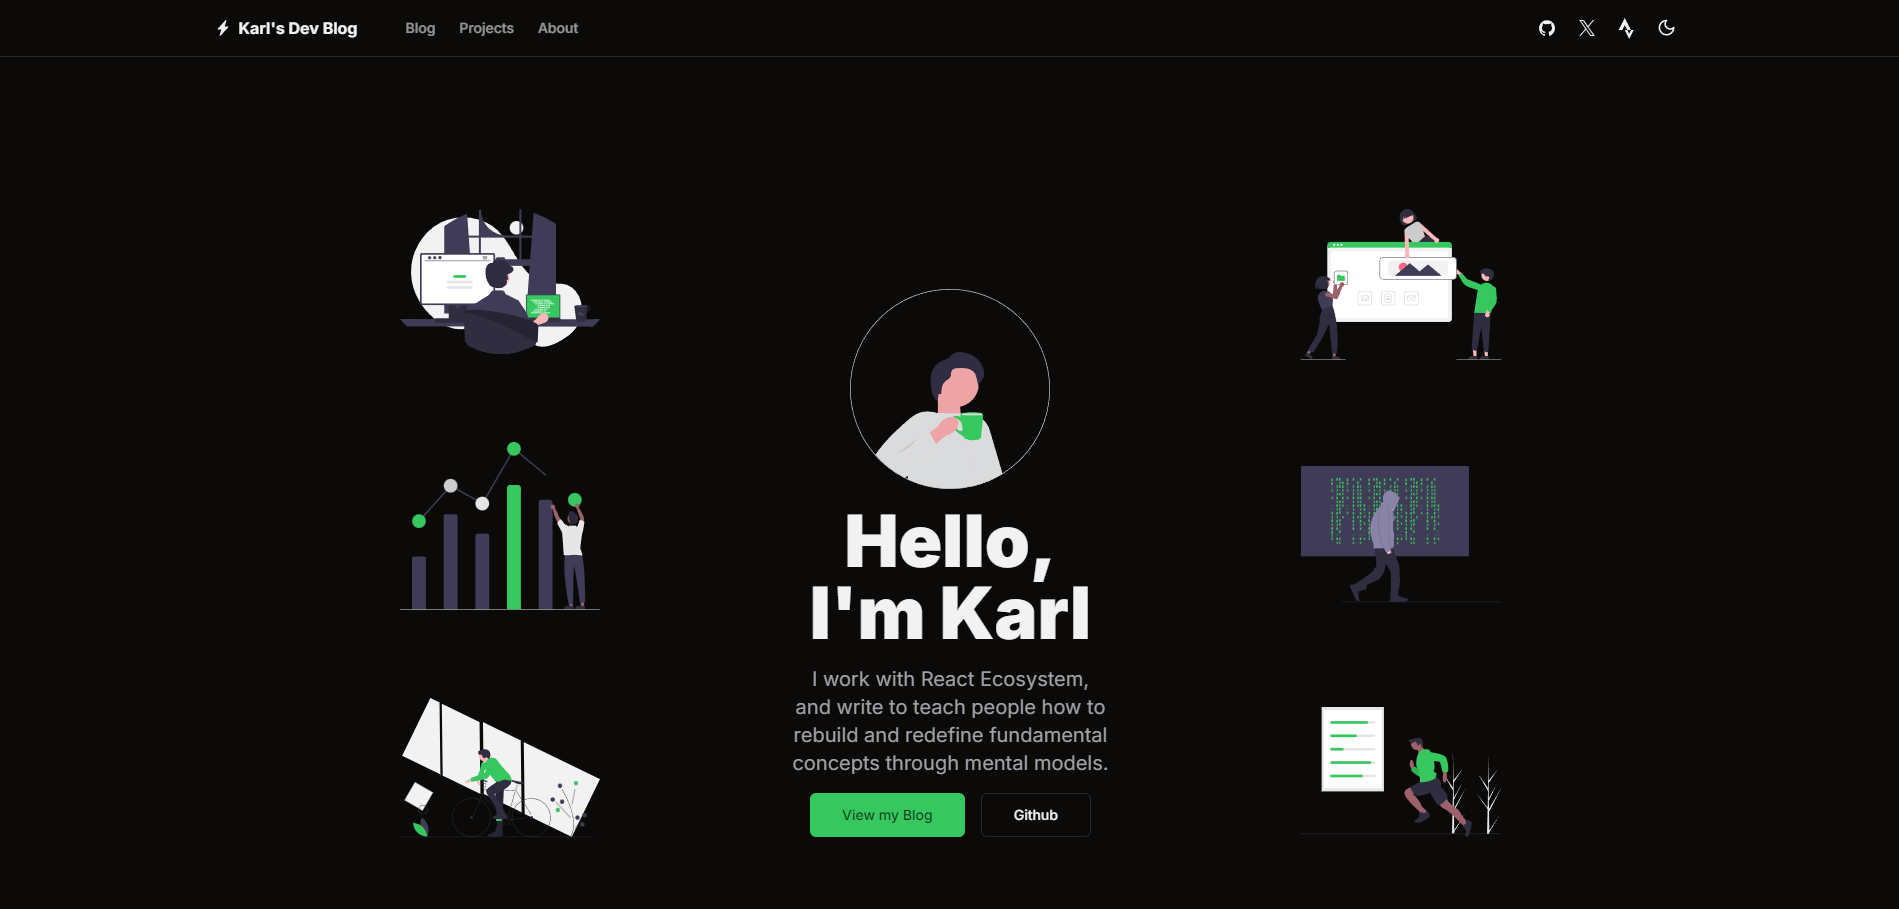 Karl's Dev Blog
Blog
Projects
About
Hello,
I'm Karl
I work with React Ecosystem,
and write to teach people how to
rebuild and redefine fundamental
concepts through mental models.
View my Blog
Github